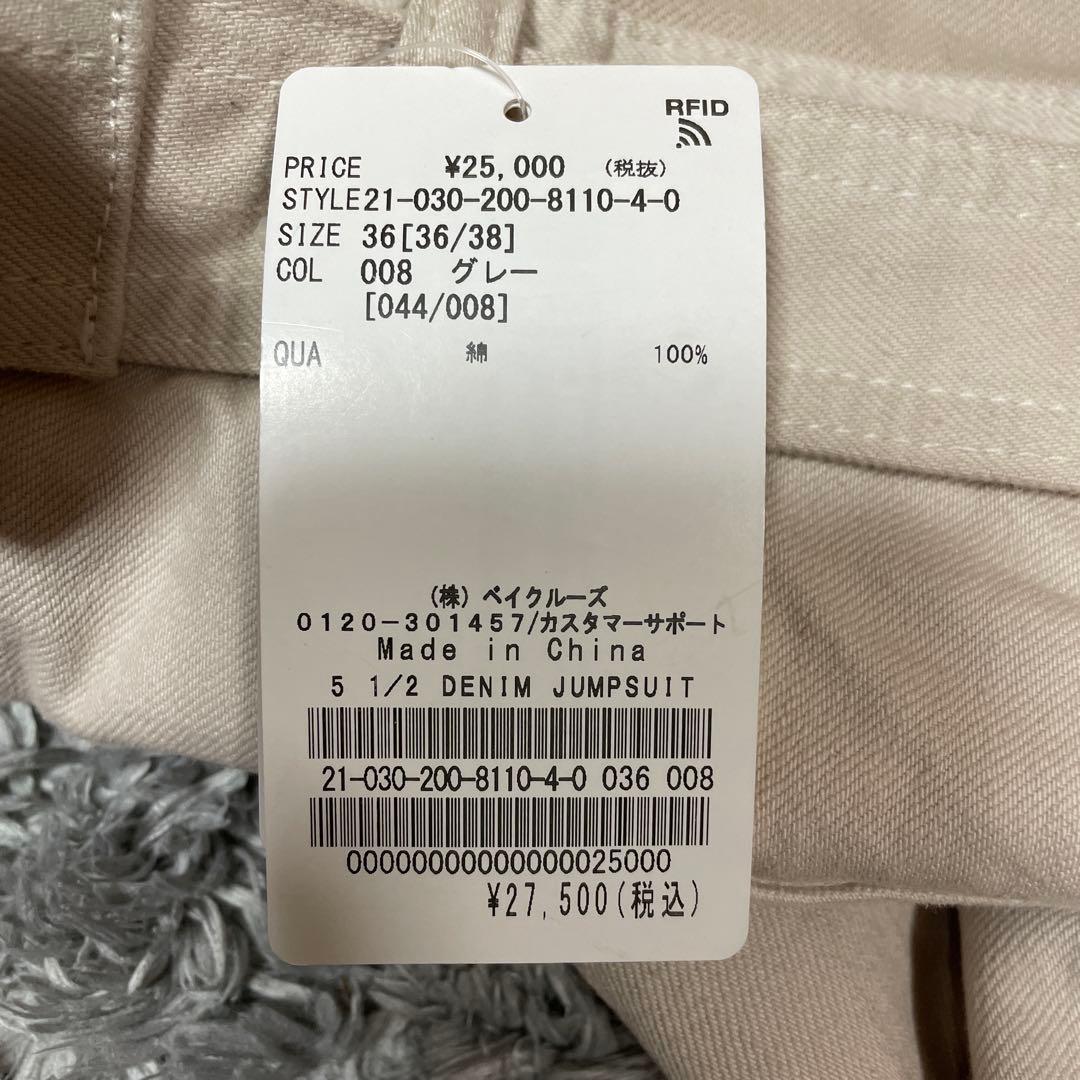 RFID
PRICE ¥25,000 (税抜)
STYLE21-030-200-8110-4-0
SIZE 36[36/38]
COL 008 グレー
[044/008]
QUA 綿 100%
(株)ベイクルーズ
0120-301457/カスタマーサポート
Made in China
5 1/2 DENIM JUMPSUIT
21-030-200-8110-4-0 036 008
00000000000000025000
¥27,500(税込)